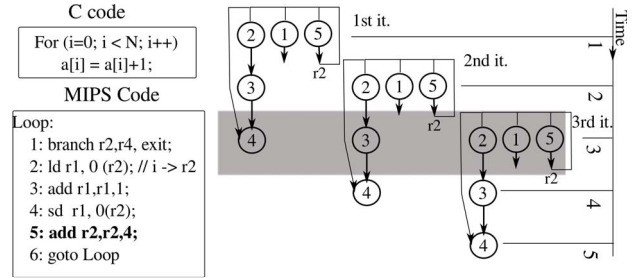 C code
For (i=0; i < N; i++)
a[i] = a[i]+1;
MIPS Code
Loop:
1: branch r2,r4, exit;
2: ld r1, 0 (r2); // i -> r2
3: add r1,r1,1;
4: sd r1, 0(r2);
5: add r2,r2,4;
6: goto Loop
2 1 5
1st it.
r2
3
4
2nd it.
2 1 5
r2
3
4
3rd it.
2 1 5
r2
3
4
Time
1
2
3
4
5